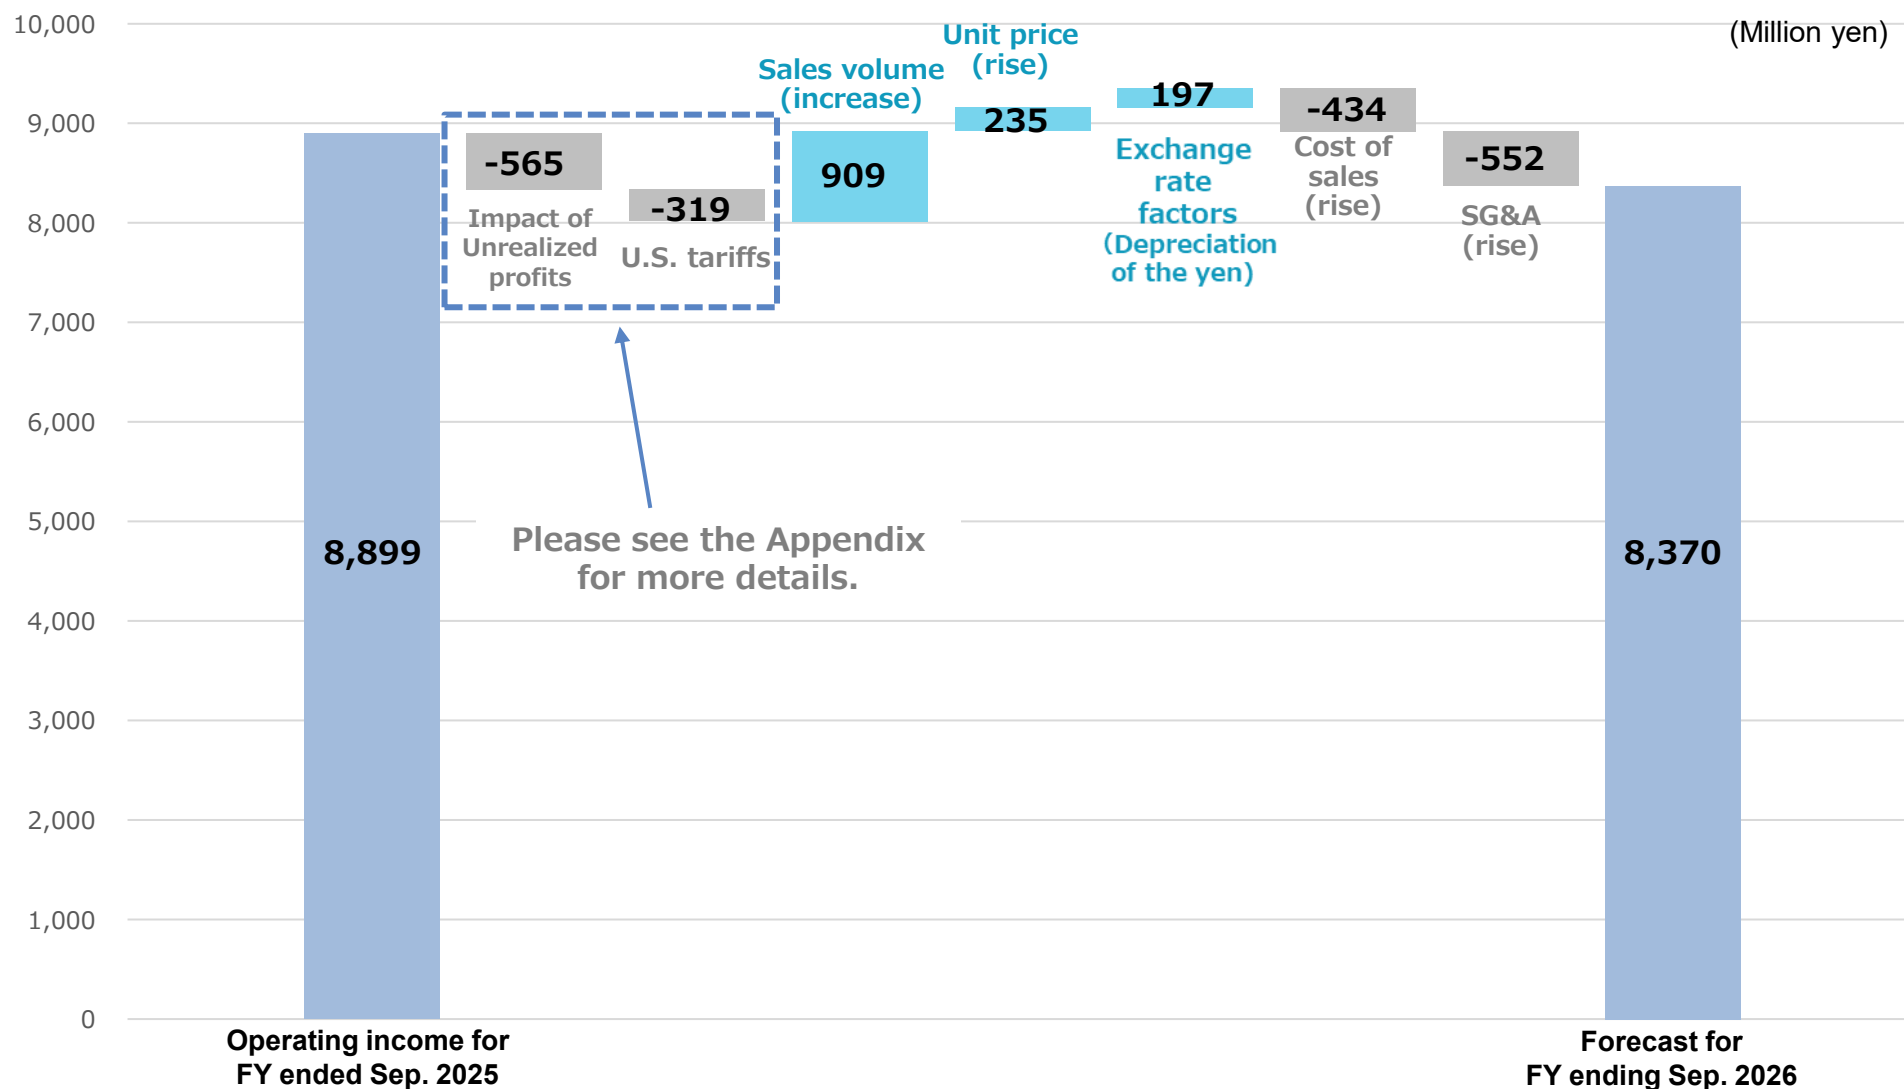 (Million yen)
10,000
9,000
8,000
7,000
6,000
5,000
4,000
3,000
2,000
1,000
0
8,899
-565
Impact of
Unrealized
profits
-319
U.S. tariffs
Sales volume
(increase)
909
Unit price
(rise)
235
197
Exchange
rate
factors
(Depreciation
of the yen)
-434
Cost of
sales
(rise)
-552
SG&A
(rise)
8,370
Please see the Appendix
for more details.
Operating income for
FY ended Sep. 2025
Forecast for
FY ending Sep. 2026